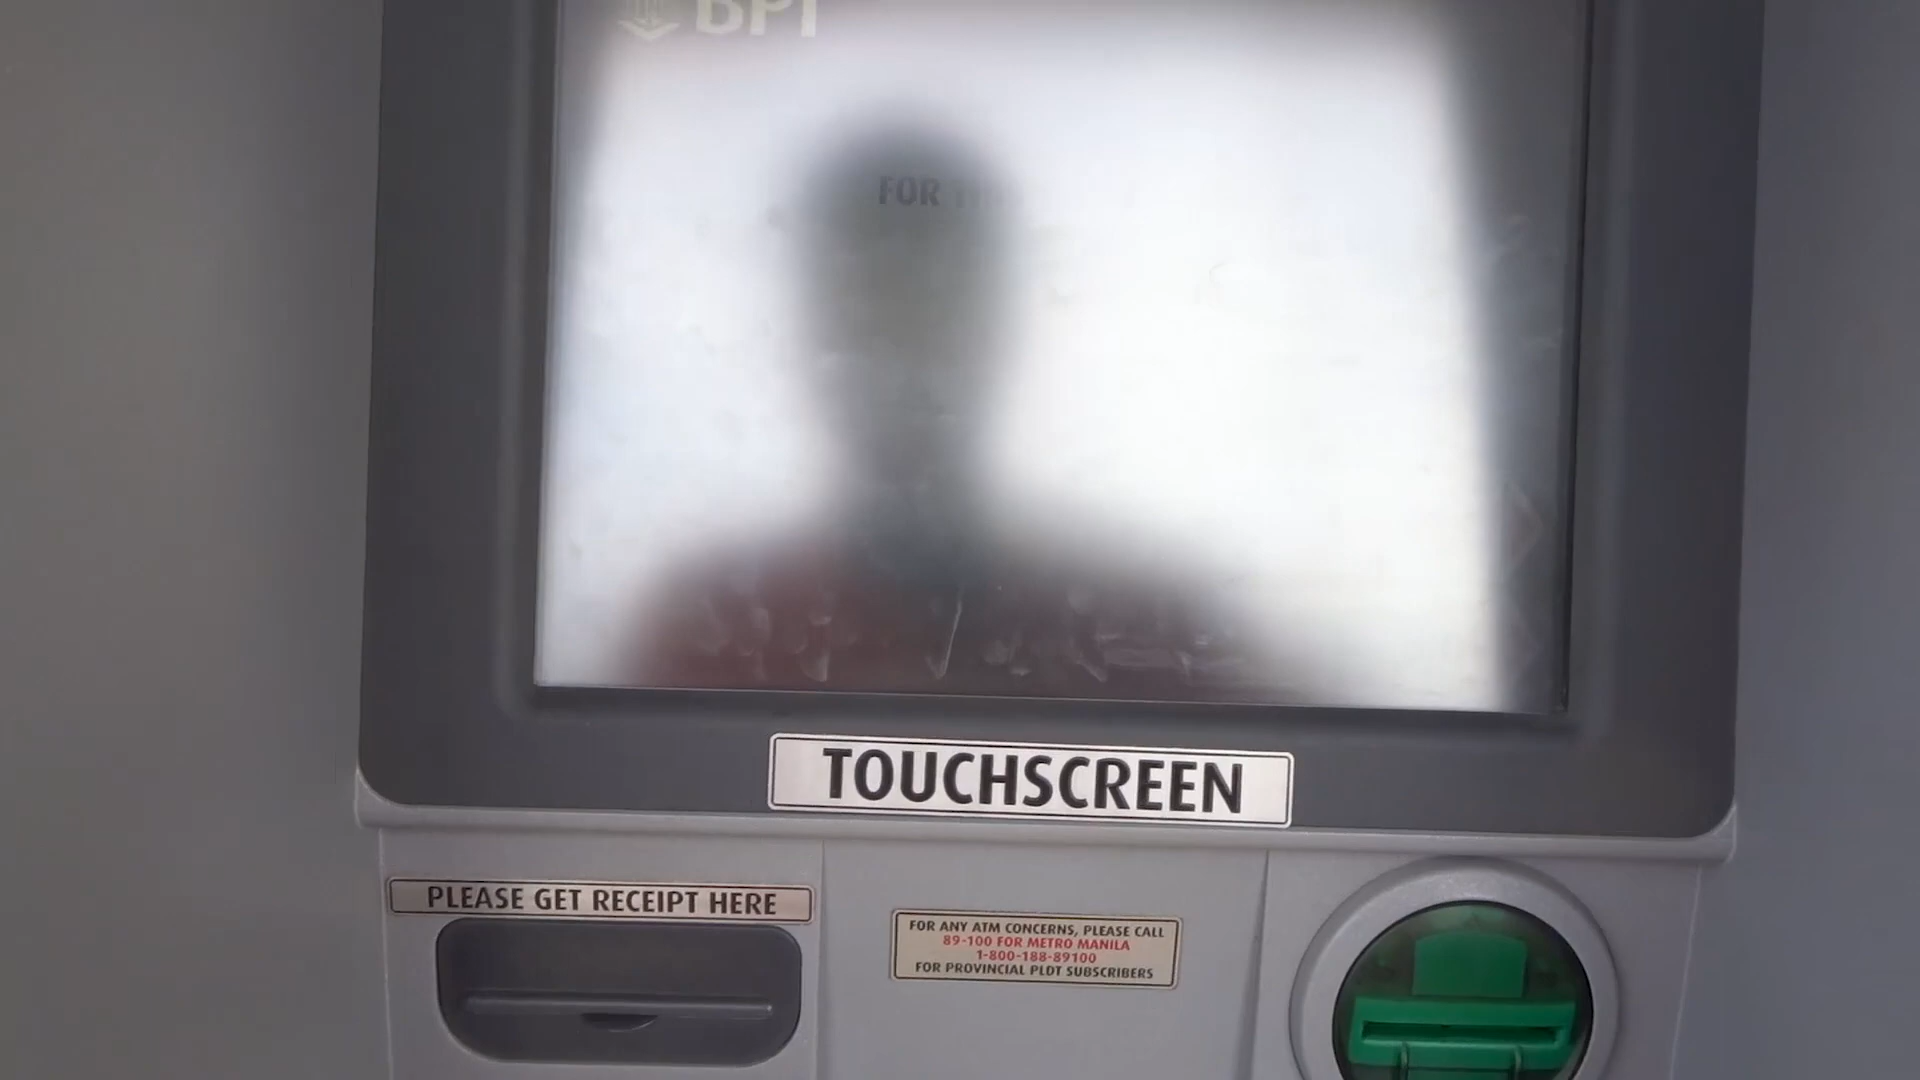 BPI
FOR
TOUCHSCREEN
PLEASE GET RECEIPT HERE
FOR ANY ATM CONCERNS, PLEASE CALL
89-100 FOR METRO MANILA
1-800-188-89100
FOR PROVINCIAL PLDT SUBSCRIBERS